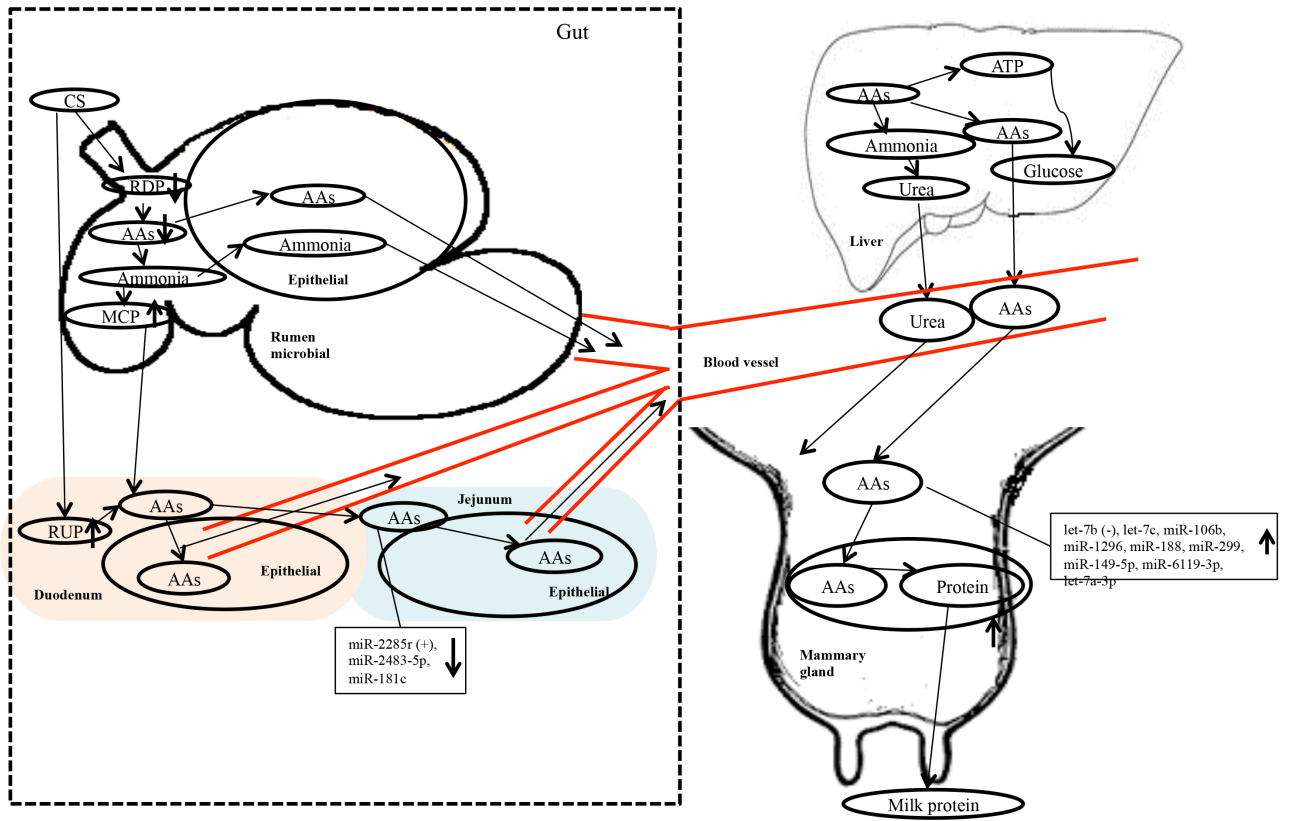 Gut
CS
RDP
AAs
Ammonia
MCP
AAs
Ammonia
Epithelial
Rumen
microbial
RUP
AAs
AAs
Epithelial
Duodenum
Jejunum
AAs
AAs
Epithelial
miR-2285r (+),
miR-2483-5p,
miR-181c
ATP
AAs
AAs
Ammonia
Glucose
Urea
Liver
Urea
AAs
Blood vessel
AAs
let-7b (-), let-7c, miR-106b,
miR-1296, miR-188, miR-299,
miR-149-5p, miR-6119-3p,
let-7a-3p
AAs
Protein
Mammary
gland
Milk protein